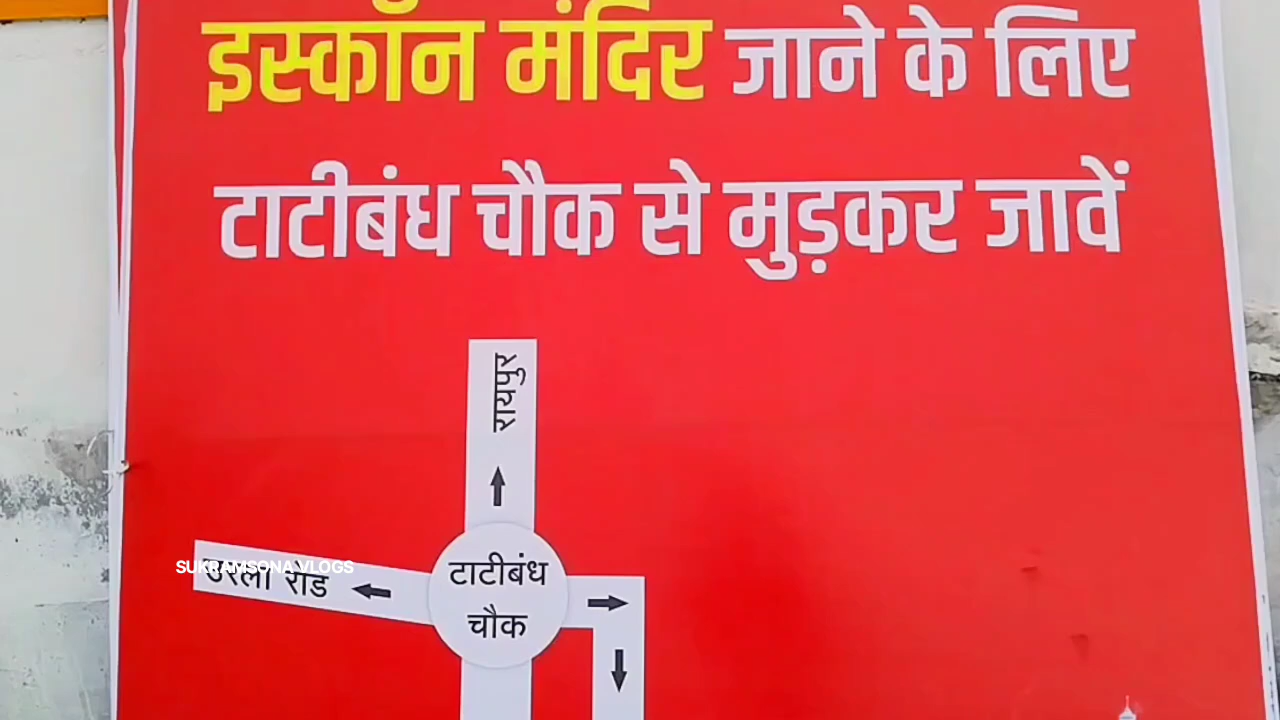 इस्कॉन मंदिर जाने के लिए
टाटीबंध चौक से मुड़कर जावें
रायपुर
SUKRAMSONA VLOGS
उरला रोड
टाटीबंध
चौक